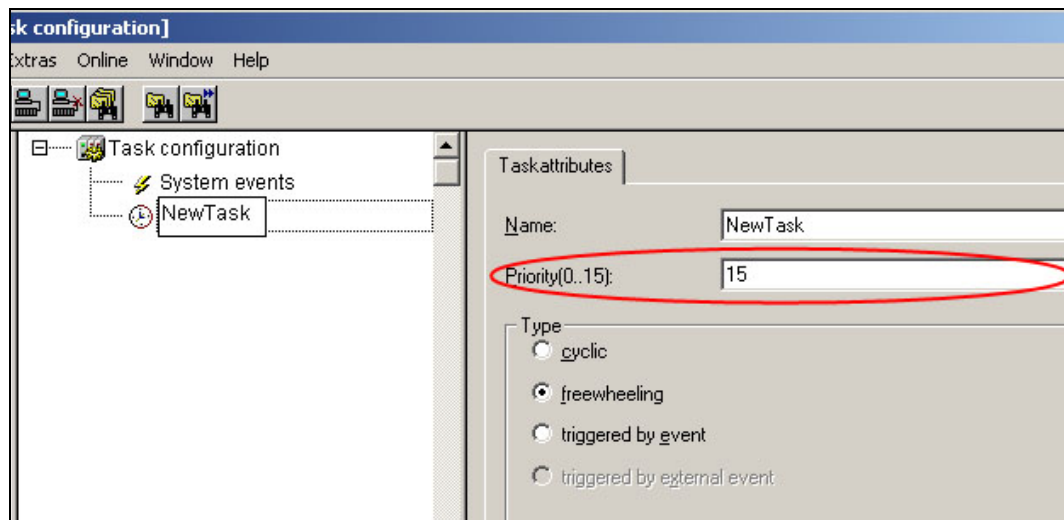 sk configuration]
Extras Online Window Help
Task configuration
System events
NewTask
Taskattributes
Name: NewTask
Priority(0..15): 15
Type
cyclic
freewheeling
triggered by event
triggered by external event